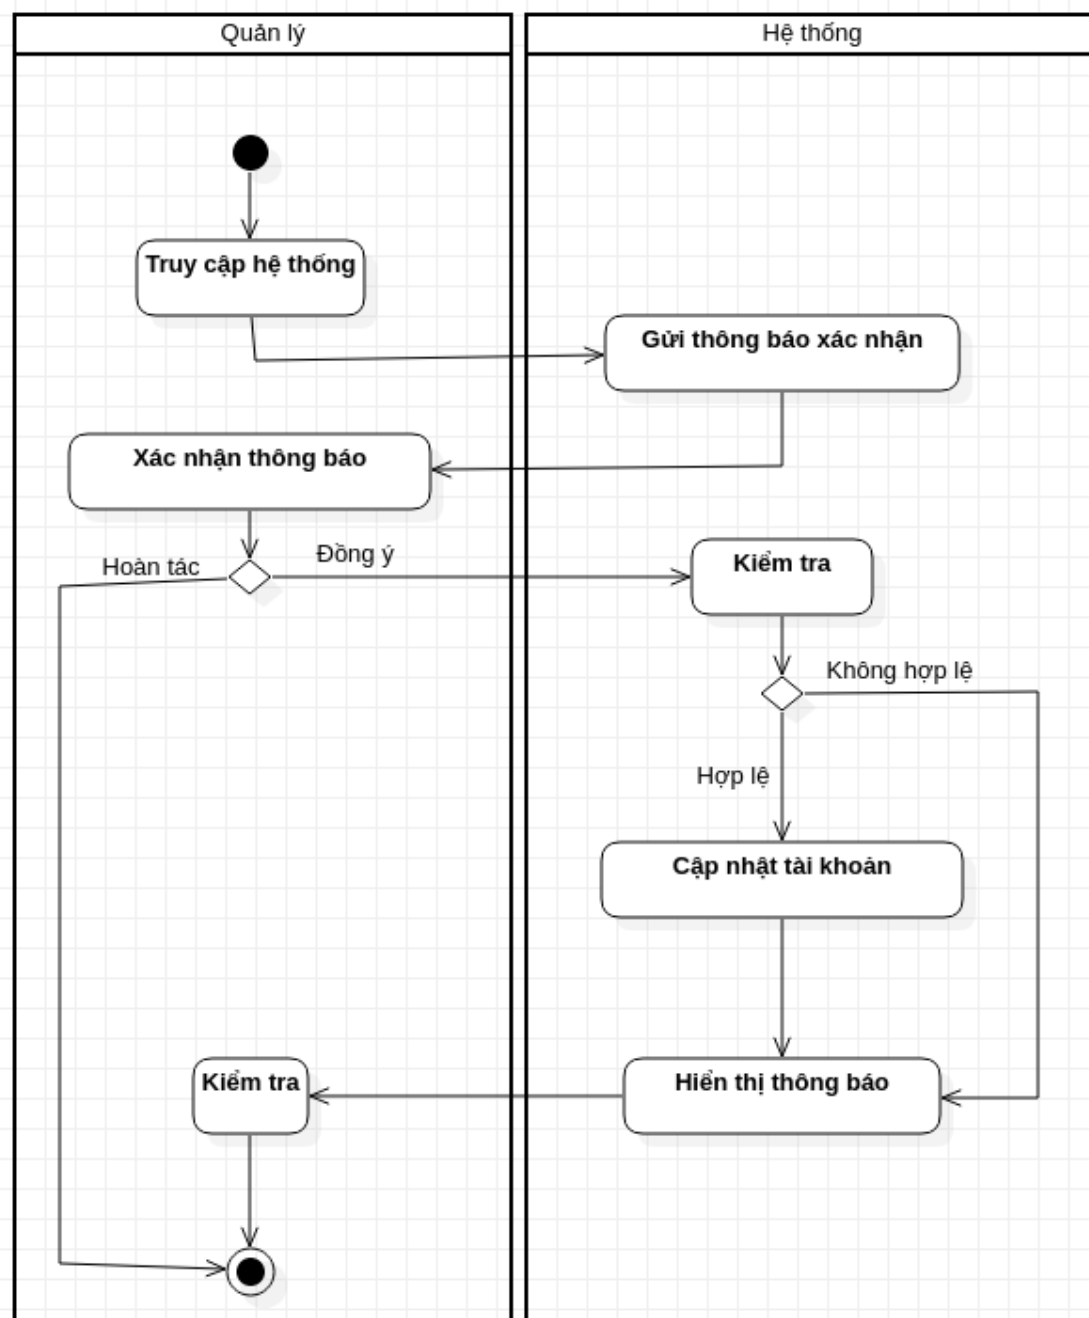 Quản lý
Hệ thống
Truy cập hệ thống
Gửi thông báo xác nhận
Xác nhận thông báo
Hoàn tác
Đồng ý
Kiểm tra
Không hợp lệ
Hợp lệ
Cập nhật tài khoản
Kiểm tra
Hiển thị thông báo